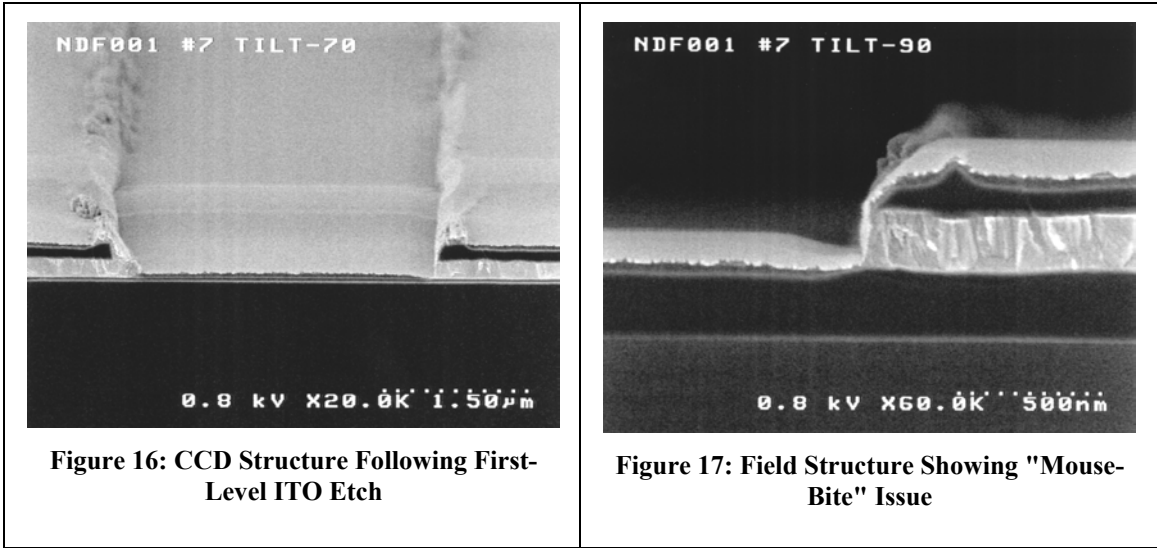 NDF001 #7 TILT-70
0.8 kV X20.0K 1.50µm
Figure 16: CCD Structure Following First-
Level ITO Etch
NDF001 #7 TILT-90
0.8 kV X60.0K 500nm
Figure 17: Field Structure Showing "Mouse-
Bite" Issue